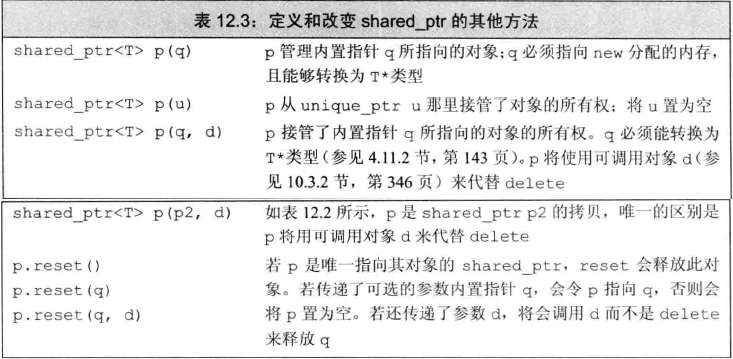 表 12.3：定义和改变 shared_ptr 的其他方法
shared_ptr<T> p(q)
p 管理内置指针 q 所指向的对象；q 必须指向 new 分配的内存，
且能够转换为 T*类型
shared_ptr<T> p(u)
p 从 unique_ptr u 那里接管了对象的所有权；将 u 置为空
shared_ptr<T> p(q, d)
p 接管了内置指针 q 所指向的对象的所有权。q 必须能转换为
T*类型（参见 4.11.2 节，第 143 页）。p 将使用可调用对象 d（参
见 10.3.2 节，第 346 页）来代替 delete
shared_ptr<T> p(p2, d)
如表 12.2 所示，p 是 shared_ptr p2 的拷贝，唯一的区别是
p 将用可调用对象 d 来代替 delete
p.reset()
p.reset(q)
p.reset(q, d)
若 p 是唯一指向其对象的 shared_ptr，reset 会释放此对
象。若传递了可选的参数内置指针 q，会令 p 指向 q，否则会
将 p 置为空。若还传递了参数 d，将会调用 d 而不是 delete
来释放 q